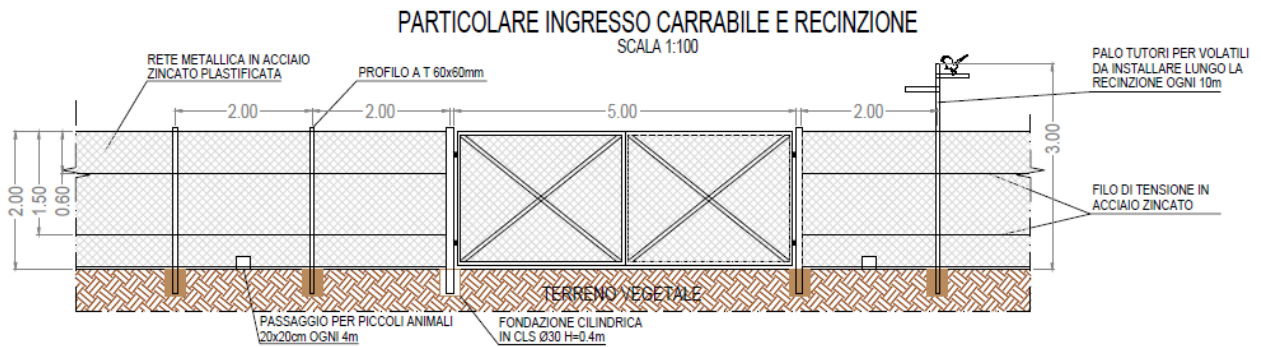 PARTICOLARE INGRESSO CARRABILE E RECINZIONE
SCALA 1:100
RETE METALLICA IN ACCIAIO
ZINCATO PLASTIFICATA
PROFILO A T 60x60mm
PALO TUTORI PER VOLATILI
DA INSTALLARE LUNGO LA
RECINZIONE OGNI 10m
2.00
2.00
5.00
2.00
3.00
2.00
1.50
0.60
FILO DI TENSIONE IN
ACCIAIO ZINCATO
TERRENO VEGETALE
PASSAGGIO PER PICCOLI ANIMALI
20x20cm OGNI 4m
FONDAZIONE CILINDRICA
IN CLS Ø30 H=0.4m